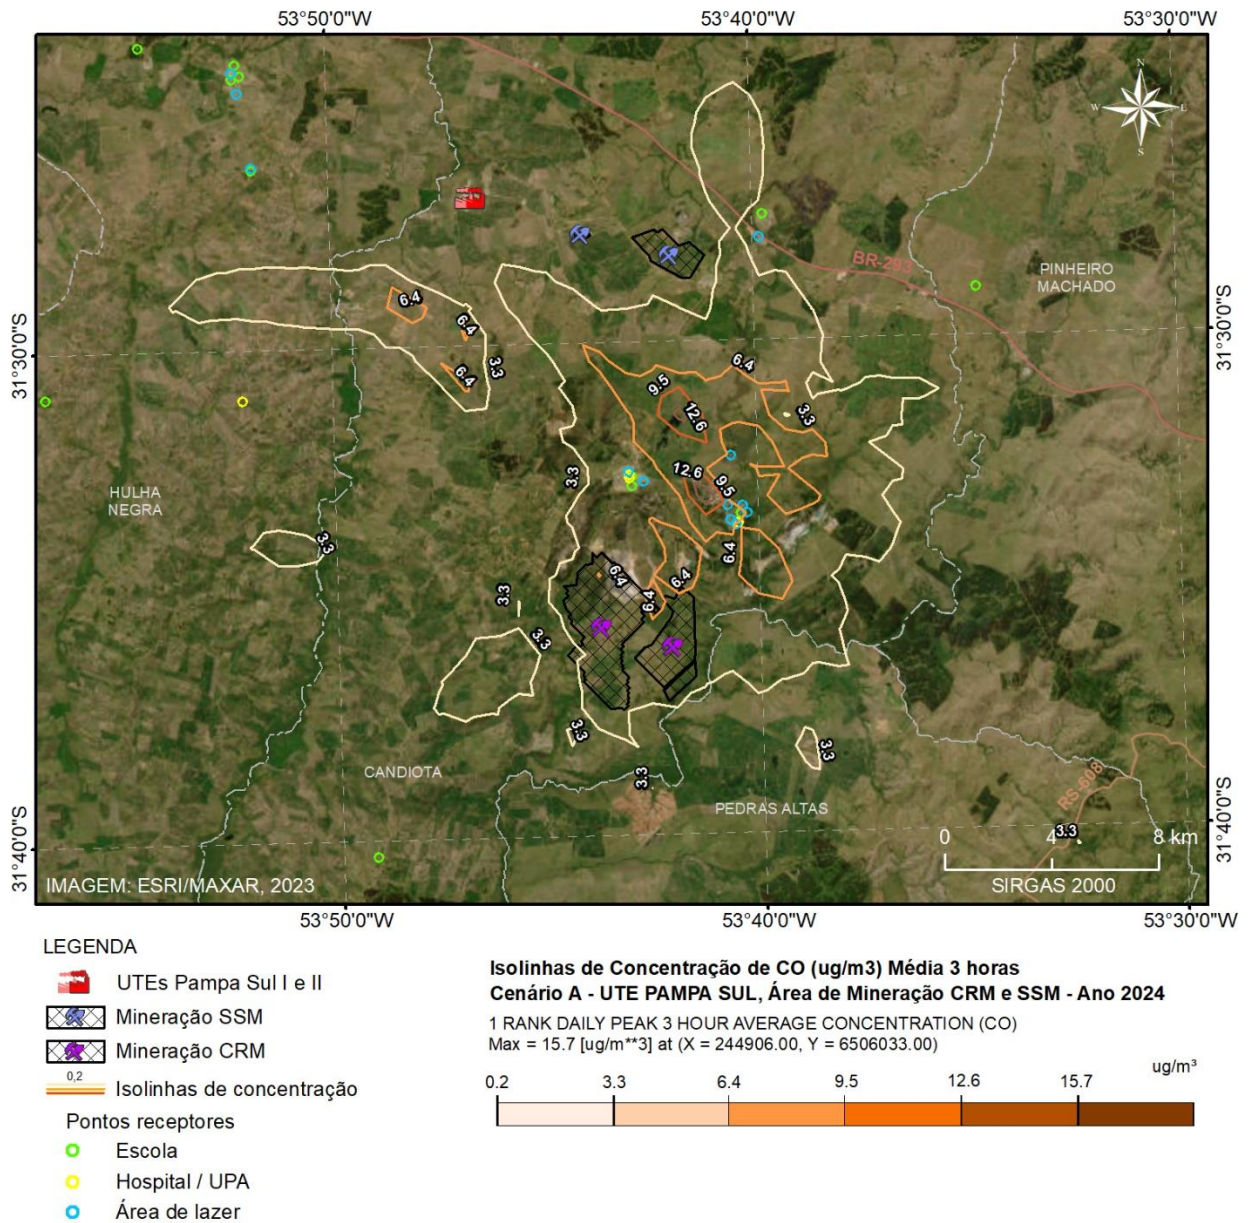 53°50'0"W
53°40'0"W
53°30'0"W
N
W
E
S
BR-293
PINHEIRO
MACHADO
31°30'0"S
31°30'0"S
6.4
6.4
6.4
3.3
6.4
9.5
12.6
3.3
3.3
12.6
9.5
HULHA
NEGRA
3.3
6.4
6.4
6.4
6.4
3.3
3.3
3.3
3.3
3.3
CANDIOTA
PEDRAS ALTAS
RS-608
3.3
31°40'0"S
31°40'0"S
0
4
8 km
SIRGAS 2000
IMAGEM: ESRI/MAXAR, 2023
53°50'0"W
53°40'0"W
53°30'0"W
LEGENDA
UTEs Pampa Sul I e II
Mineração SSM
Mineração CRM
0,2
Isolinhas de concentração
Pontos receptores
Escola
Hospital / UPA
Área de lazer
Isolinhas de Concentração de CO (ug/m3) Média 3 horas
Cenário A - UTE PAMPA SUL, Área de Mineração CRM e SSM - Ano 2024
1 RANK DAILY PEAK 3 HOUR AVERAGE CONCENTRATION (CO)
Max = 15.7 [ug/m**3] at (X = 244906.00, Y = 6506033.00)
ug/m³
0.2
3.3
6.4
9.5
12.6
15.7